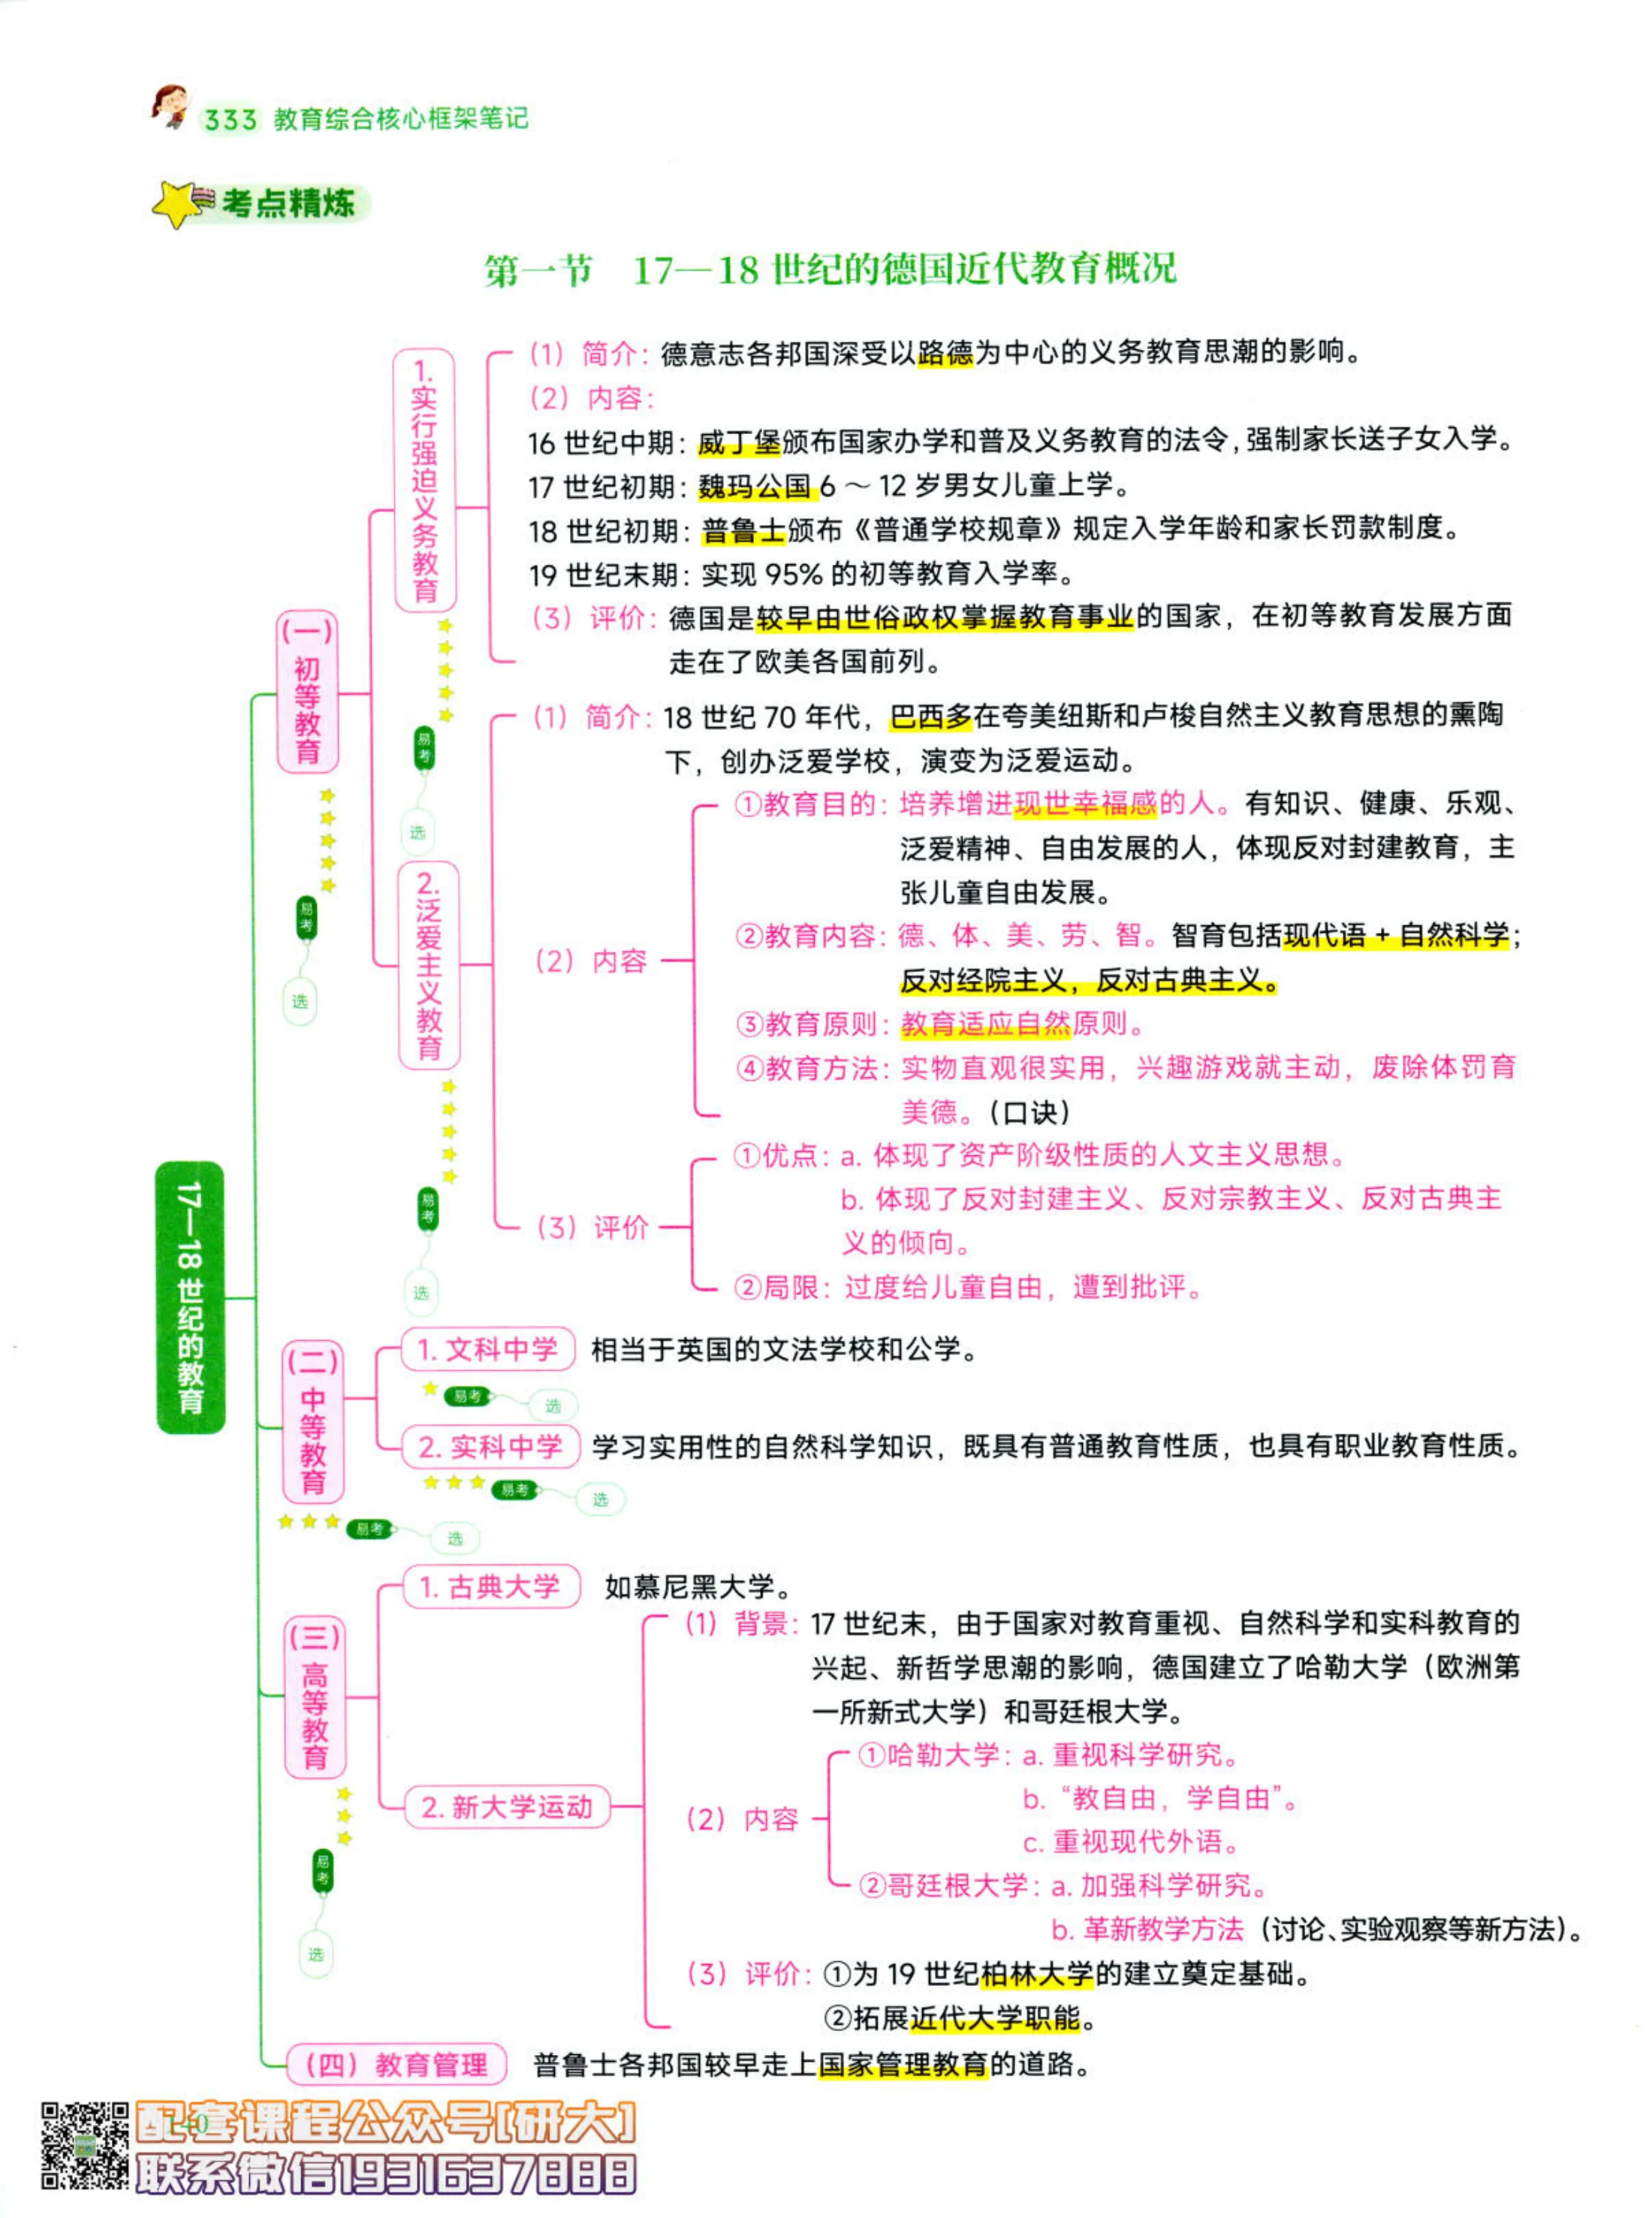 333 教育综合核心框架笔记
考点精炼
第一节 17—18 世纪的德国近代教育概况
17—18 世纪的教育
(一) 初等教育
易考
选
1. 实行强迫义务教育
易考
选
(1) 简介：德意志各邦国深受以路德为中心的义务教育思潮的影响。
(2) 内容：
16 世纪中期：威丁堡颁布国家办学和普及义务教育的法令，强制家长送子女入学。
17 世纪初期：魏玛公国 6 ～ 12 岁男女儿童上学。
18 世纪初期：普鲁士颁布《普通学校规章》规定入学年龄和家长罚款制度。
19 世纪末期：实现 95% 的初等教育入学率。
(3) 评价：德国是较早由世俗政权掌握教育事业的国家，在初等教育发展方面
走在了欧美各国前列。
2. 泛爱主义教育
易考
选
(1) 简介：18 世纪 70 年代，巴西多在夸美纽斯和卢梭自然主义教育思想的熏陶
下，创办泛爱学校，演变为泛爱运动。
(2) 内容
①教育目的：培养增进现世幸福感的人。有知识、健康、乐观、
泛爱精神、自由发展的人，体现反对封建教育，主
张儿童自由发展。
②教育内容：德、体、美、劳、智。智育包括现代语 + 自然科学；
反对经院主义，反对古典主义。
③教育原则：教育适应自然原则。
④教育方法：实物直观很实用，兴趣游戏就主动，废除体罚育
美德。（口诀）
(3) 评价
①优点：a. 体现了资产阶级性质的人文主义思想。
b. 体现了反对封建主义、反对宗教主义、反对古典主
义的倾向。
②局限：过度给儿童自由，遭到批评。
(二) 中等教育
1. 文科中学 相当于英国的文法学校和公学。
易考 选
2. 实科中学 学习实用性的自然科学知识，既具有普通教育性质，也具有职业教育性质。
易考 选
易考 选
(三) 高等教育
易考
选
1. 古典大学 如慕尼黑大学。
2. 新大学运动
(1) 背景：17 世纪末，由于国家对教育重视、自然科学和实科教育的
兴起、新哲学思潮的影响，德国建立了哈勒大学（欧洲第
一所新式大学）和哥廷根大学。
(2) 内容
①哈勒大学：a. 重视科学研究。
b. “教自由，学自由”。
c. 重视现代外语。
②哥廷根大学：a. 加强科学研究。
b. 革新教学方法（讨论、实验观察等新方法）。
(3) 评价：①为 19 世纪柏林大学的建立奠定基础。
②拓展近代大学职能。
(四) 教育管理 普鲁士各邦国较早走上国家管理教育的道路。
140
配套课程公众号[研大]
联系微信1931637888